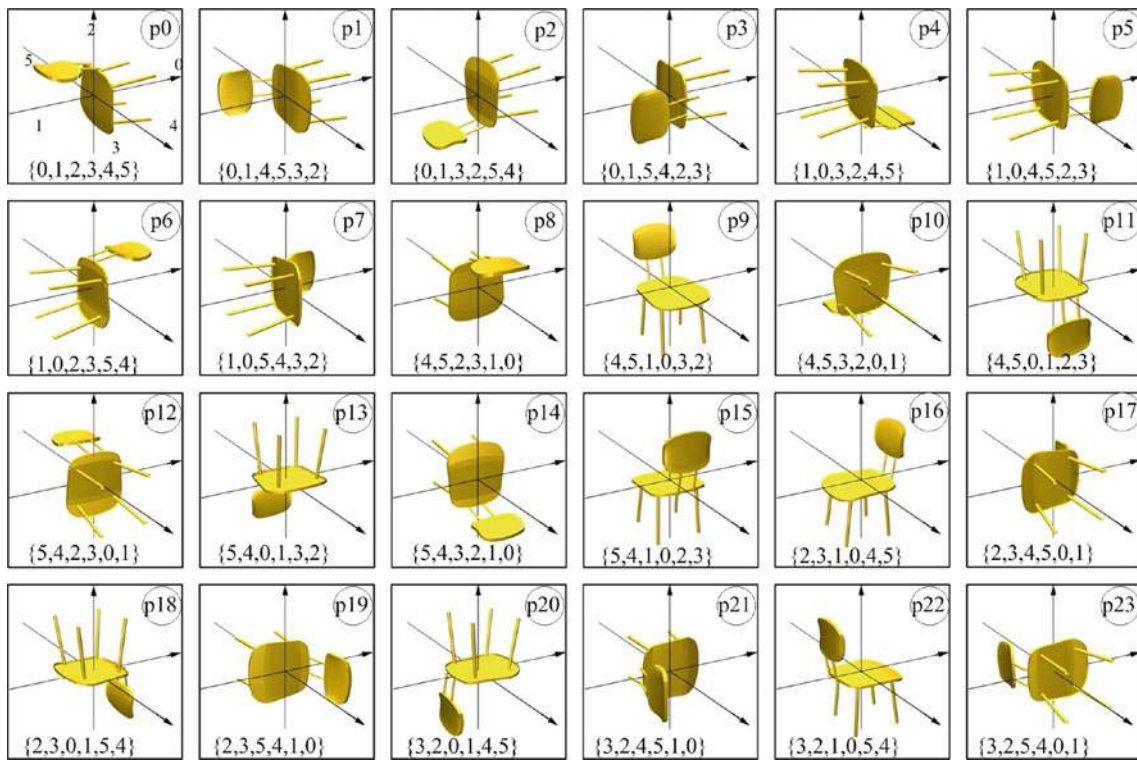 p0
2
5
0
1
4
3
{0,1,2,3,4,5}
p1
{0,1,4,5,3,2}
p2
{0,1,3,2,5,4}
p3
{0,1,5,4,2,3}
p4
{1,0,3,2,4,5}
p5
{1,0,4,5,2,3}
p6
{1,0,2,3,5,4}
p7
{1,0,5,4,3,2}
p8
{4,5,2,3,1,0}
p9
{4,5,1,0,3,2}
p10
{4,5,3,2,0,1}
p11
{4,5,0,1,2,3}
p12
{5,4,2,3,0,1}
p13
{5,4,0,1,3,2}
p14
{5,4,3,2,1,0}
p15
{5,4,1,0,2,3}
p16
{2,3,1,0,4,5}
p17
{2,3,4,5,0,1}
p18
{2,3,0,1,5,4}
p19
{2,3,5,4,1,0}
p20
{3,2,0,1,4,5}
p21
{3,2,4,5,1,0}
p22
{3,2,1,0,5,4}
p23
{3,2,5,4,0,1}